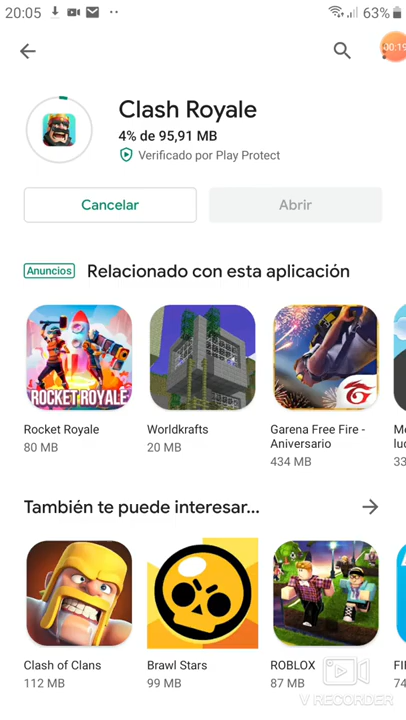 20:05
63%
00:19
Clash Royale
4% de 95,91 MB
Verificado por Play Protect
Cancelar
Abrir
Anuncios
Relacionado con esta aplicación
ROCKET ROYALE
Rocket Royale
80 MB
Worldkrafts
20 MB
Garena Free Fire -
Aniversario
434 MB
También te puede interesar...
Clash of Clans
112 MB
Brawl Stars
99 MB
ROBLOX
87 MB
V RECORDER